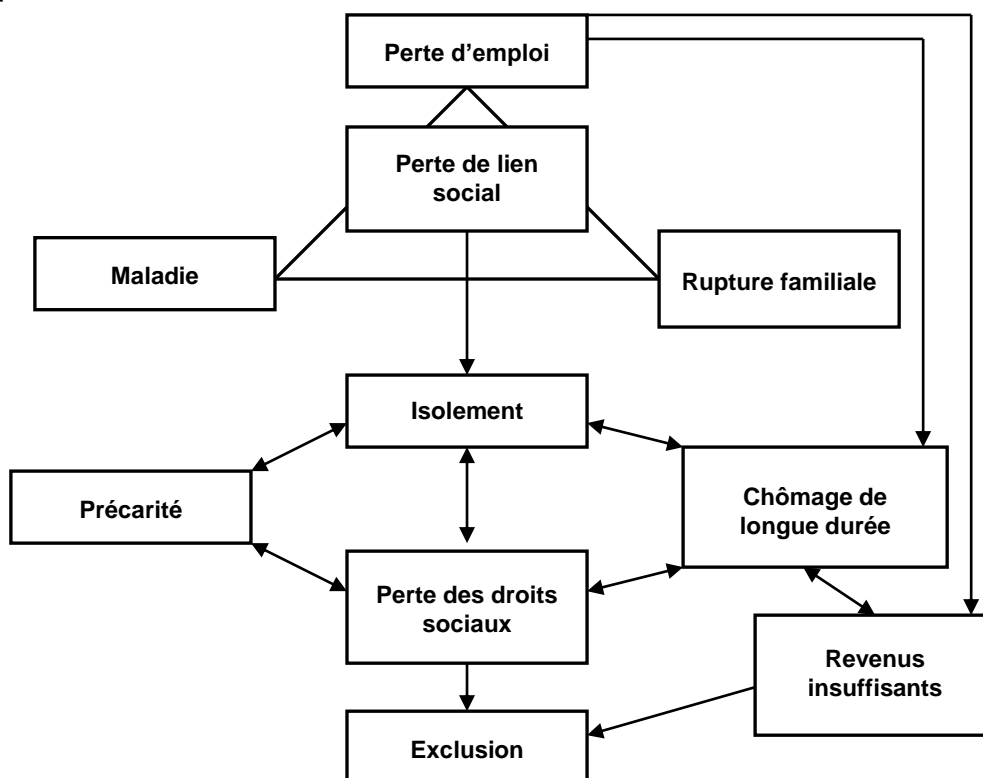 Perte d’emploi
Perte de lien
social
Maladie
Rupture familiale
Isolement
Précarité
Chômage de
longue durée
Perte des droits
sociaux
Revenus
insuffisants
Exclusion